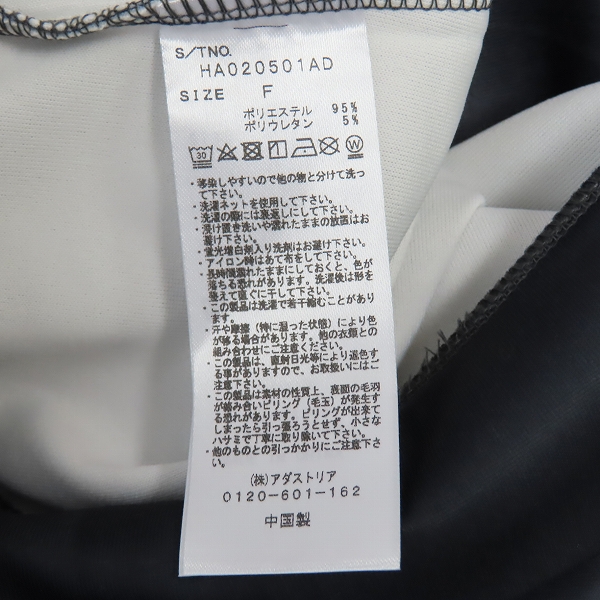 S/TNO.
HA020501AD
SIZE F
ポリエステル 95%
ポリウレタン 5%
30
W
・移染しやすいので他の物と分けて洗っ
て下さい。
・洗濯ネットを使用して下さい。
・洗濯の際には裏返しにして下さい。
・浸け置き洗いや濡れたままの放置はお
避け下さい。
・蛍光増白剤入り洗剤はお避け下さい。
・アイロン時はあて布をして下さい。
・長時間濡れたままにしておくと、色が
落ちる恐れがあります。洗濯後は形を
整えて直ぐに干して下さい。
・この製品は洗濯で若干縮むことがあり
ます。
・汗や摩擦（特に湿った状態）により色
が移る場合があります。他の衣類との
組み合わせにご注意ください。
・この製品は、直射日光等により退色す
る事がありますので、お取扱いにはご
注意下さい。
・この製品は素材の性質上、表面の毛羽
が絡み合いピリング（毛玉）が発生す
る恐れがあります。ピリングが出来て
しまったら引っ張ろうとせず、小さな
ハサミで丁寧に取り除いて下さい。
・他のものとの引っかかりにご注意くだ
さい。
(株)アダストリア
0120-601-162
中国製